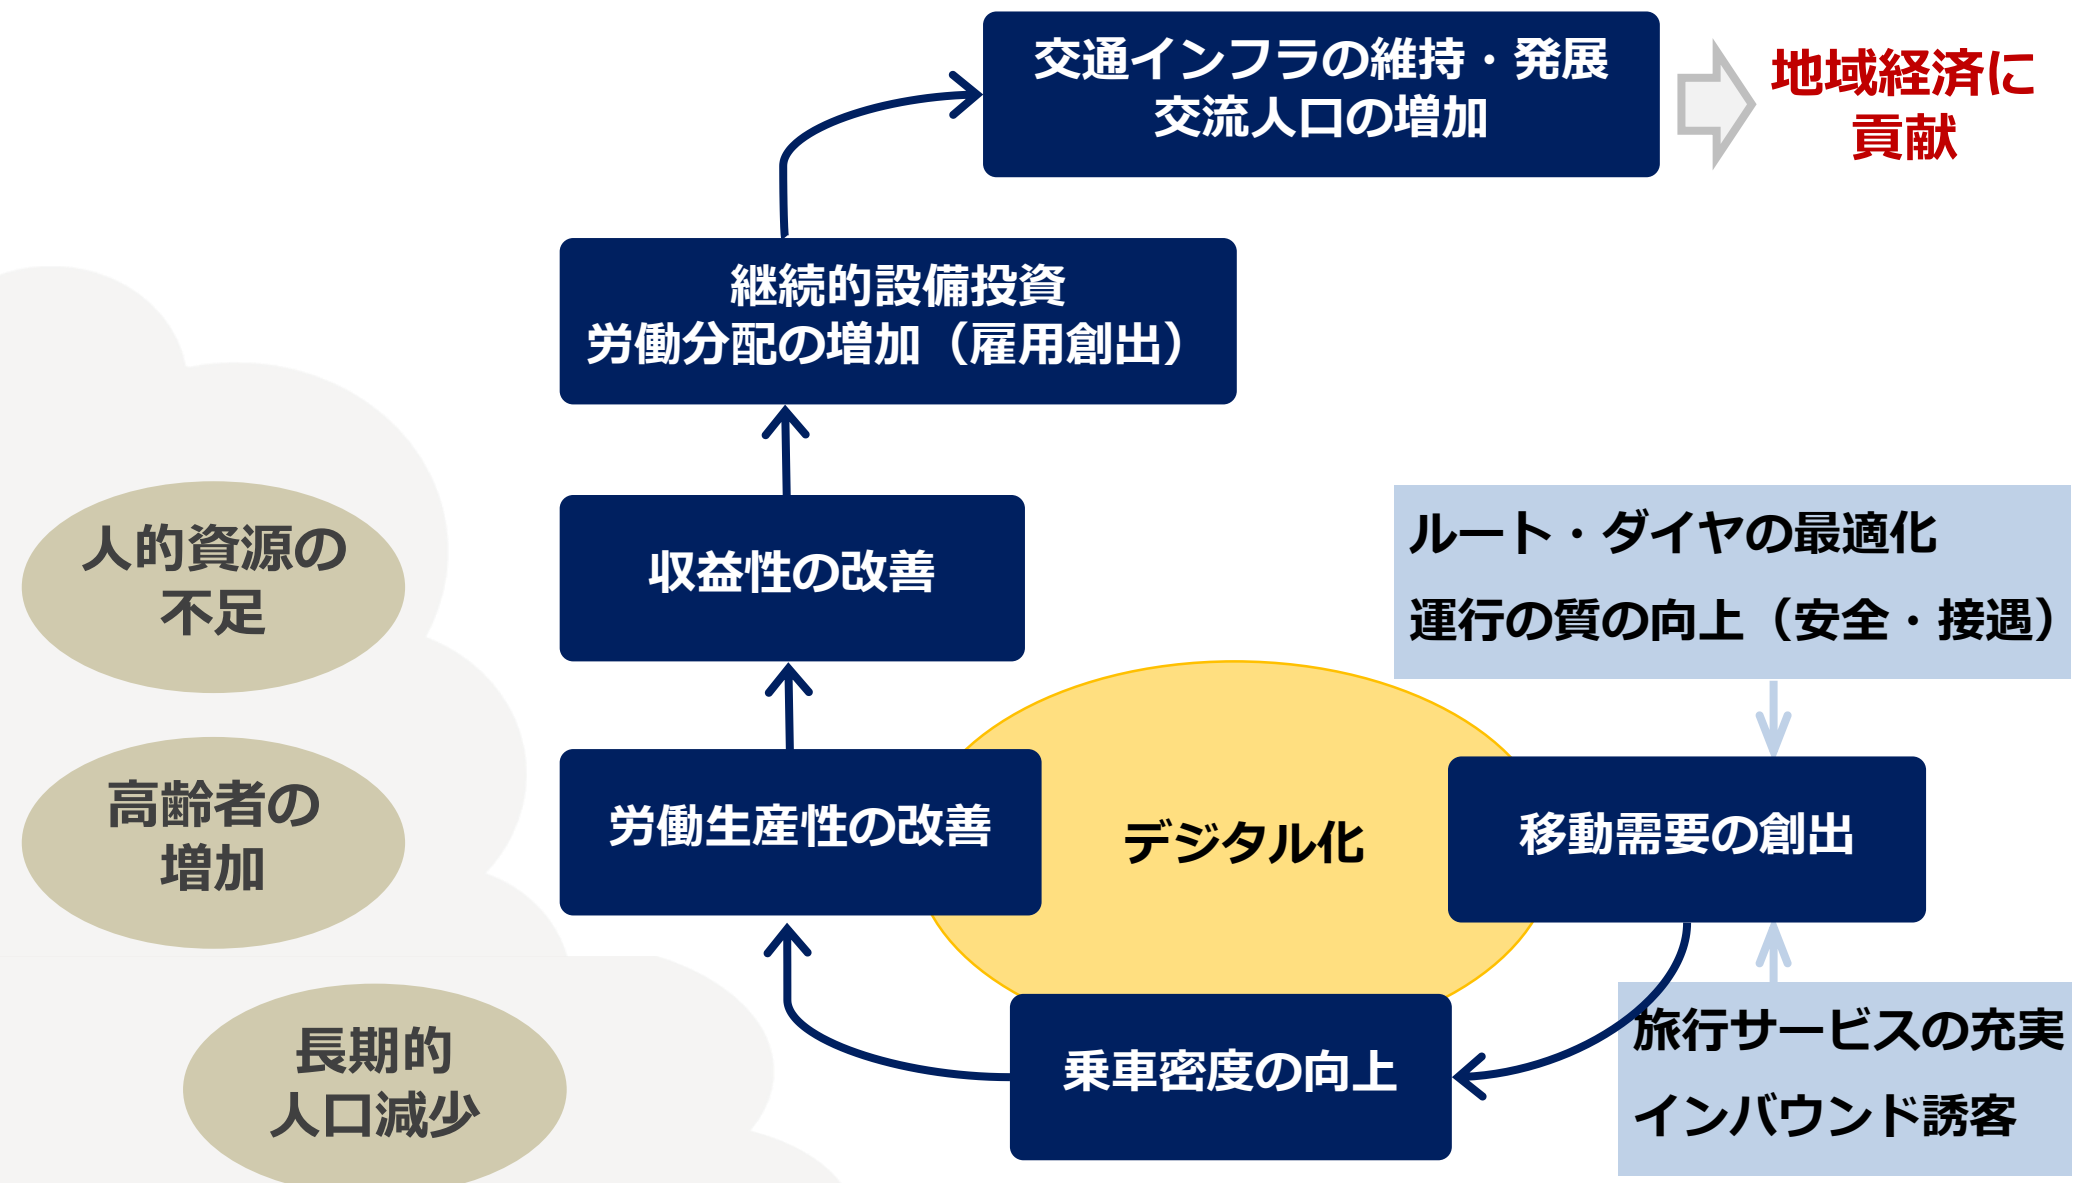 交通インフラの維持・発展
交流人口の増加
地域経済に
貢献
継続的設備投資
労働分配の増加（雇用創出）
人的資源の
不足
収益性の改善
ルート・ダイヤの最適化
運行の質の向上（安全・接遇）
高齢者の
増加
労働生産性の改善
デジタル化
移動需要の創出
長期的
人口減少
乗車密度の向上
旅行サービスの充実
インバウンド誘客